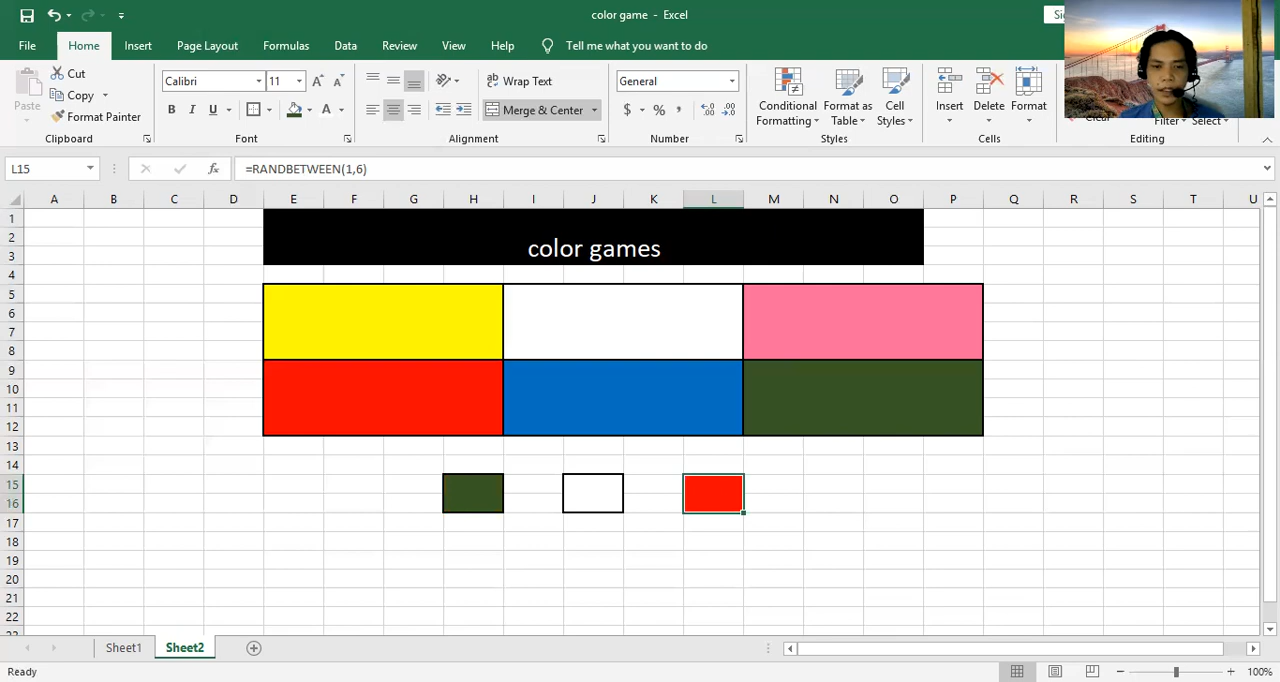 color game - Excel
File Home Insert Page Layout Formulas Data Review View Help Tell me what you want to do
Paste Cut Copy Format Painter Clipboard
Calibri 11 A A B I U A Font
Wrap Text Merge & Center Alignment
General $ % , Number
Conditional Formatting Format as Table Cell Styles Styles
Insert Delete Format Cells
Clear Filter Select Editing
L15 fx =RANDBETWEEN(1,6)
A B C D E F G H I J K L M N O P Q R S T U
1
2
3 color games
4
5
6
7
8
9
10
11
12
13
14
15
16
17
18
19
20
21
22
Sheet1 Sheet2
Ready 100%